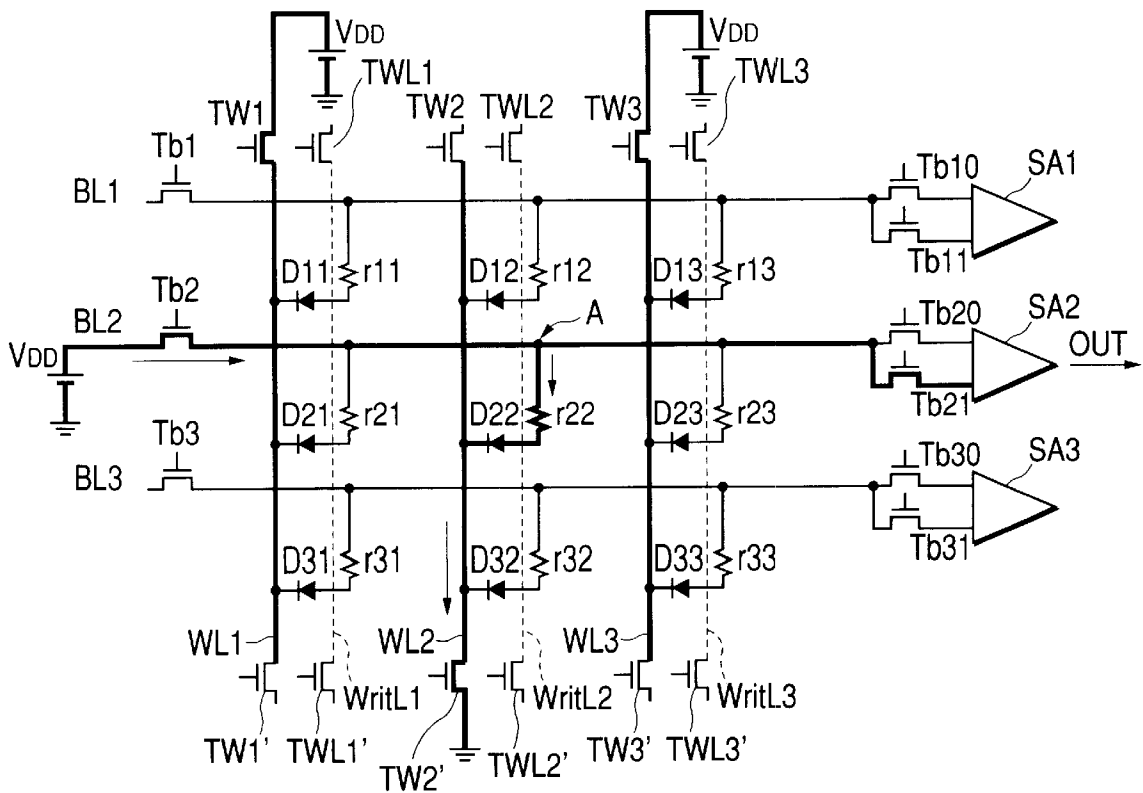 VDD VDD
TWL1 TWL3
TW1 TW2 TWL2 TW3
Tb1 Tb10 SA1
BL1
Tb11
D11 r11 D12 r12 D13 r13
Tb2 A Tb20 SA2
BL2 OUT
VDD
D21 r21 D22 r22 D23 r23 Tb21
Tb3 Tb30 SA3
BL3
Tb31
D31 r31 D32 r32 D33 r33
WL1 WL2 WL3
WritL1 WritL2 WritL3
TW1' TWL1' TW2' TWL2' TW3' TWL3'